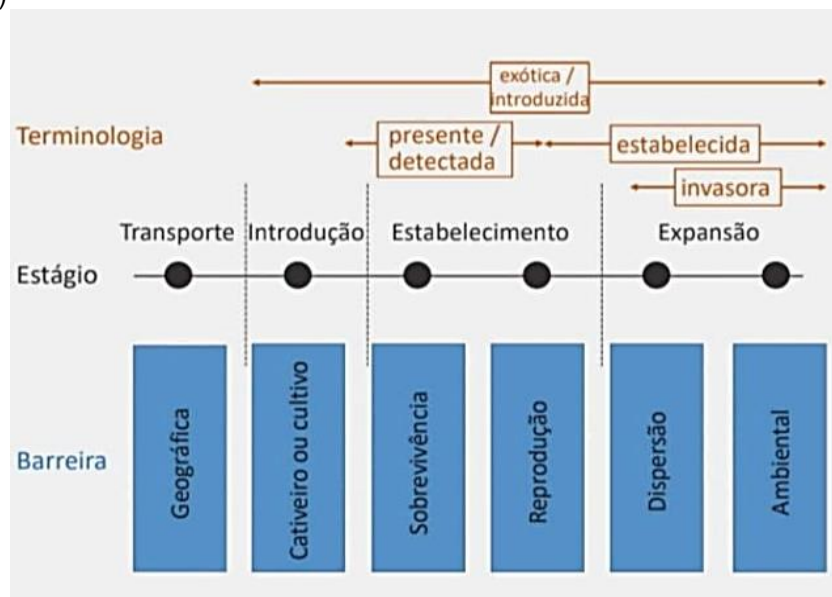 )
exótica /
introduzida
Terminologia
presente /
detectada
estabelecida
invasora
Transporte
Introdução
Estabelecimento
Expansão
Estágio
Barreira
Geográfica
Cativeiro ou cultivo
Sobrevivência
Reprodução
Dispersão
Ambiental